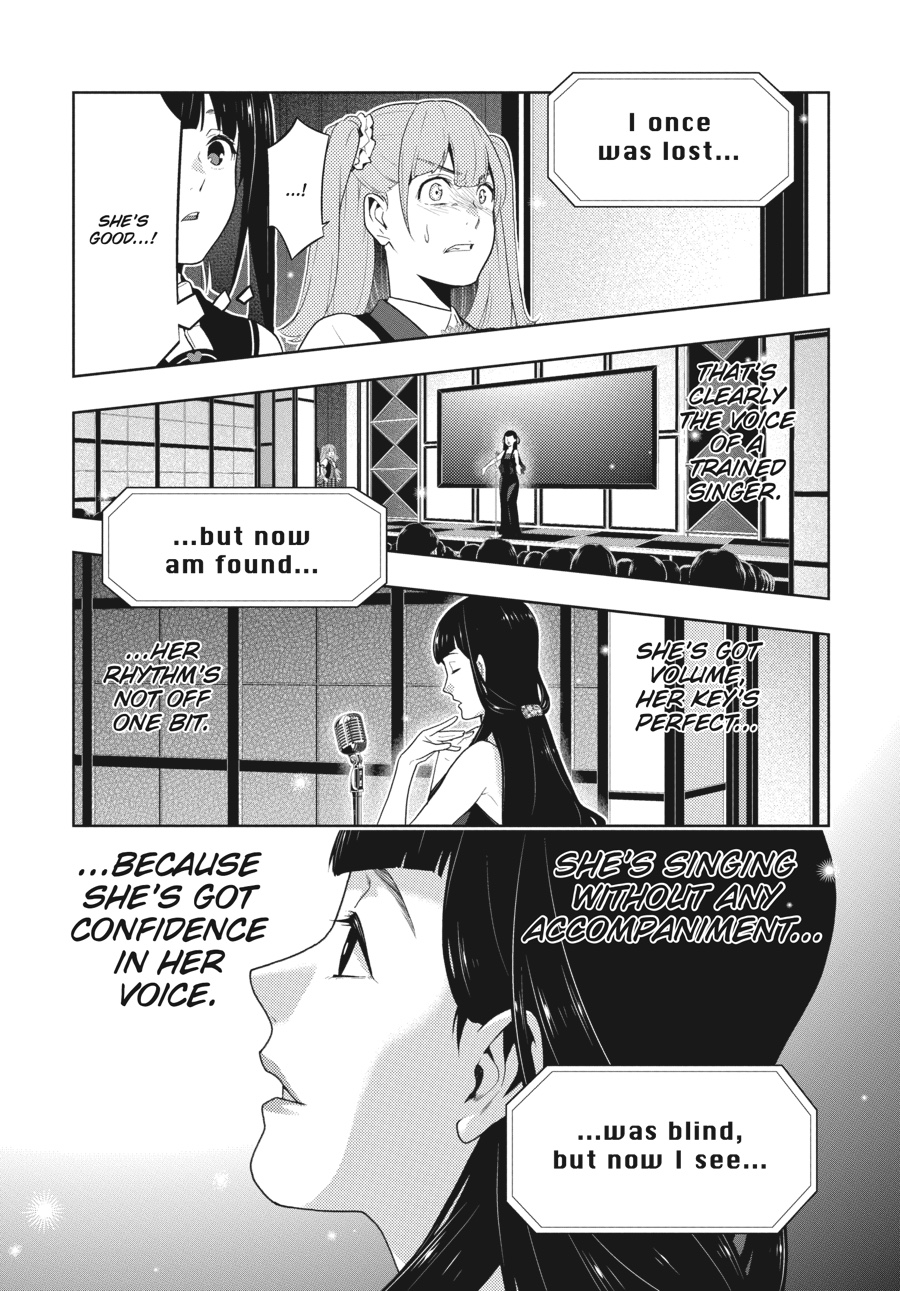 I once
was lost...
...!
SHE'S
GOOD...!
THAT'S
CLEARLY
THE VOICE
OF A
TRAINED
SINGER.
...but now
am found...
SHE'S GOT
VOLUME,
HER KEY'S
PERFECT...
...HER
RHYTHM'S
NOT OFF
ONE BIT.
SHE'S SINGING
WITHOUT ANY
ACCOMPANIMENT...
...BECAUSE
SHE'S GOT
CONFIDENCE
IN HER
VOICE.
...was blind,
but now I see...